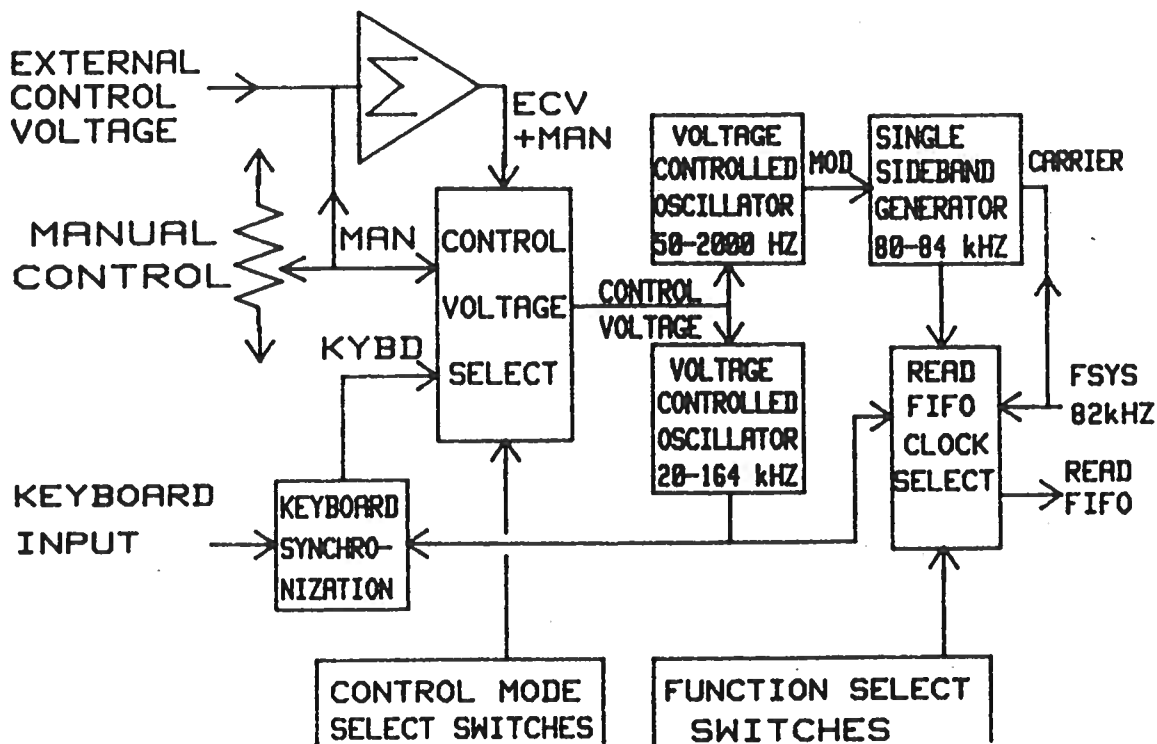 EXTERNAL
CONTROL
VOLTAGE
Σ
ECV
+MAN
MANUAL
CONTROL
MAN
KYBD
CONTROL
VOLTAGE
SELECT
CONTROL
VOLTAGE
VOLTAGE
CONTROLLED
OSCILLATOR
50-2000 HZ
MOD
SINGLE
SIDEBAND
GENERATOR
80-84 kHZ
CARRIER
VOLTAGE
CONTROLLED
OSCILLATOR
20-164 kHZ
READ
FIFO
CLOCK
SELECT
FSYS
82kHZ
READ
FIFO
KEYBOARD
INPUT
KEYBOARD
SYNCHRO-
NIZATION
CONTROL MODE
SELECT SWITCHES
FUNCTION SELECT
SWITCHES